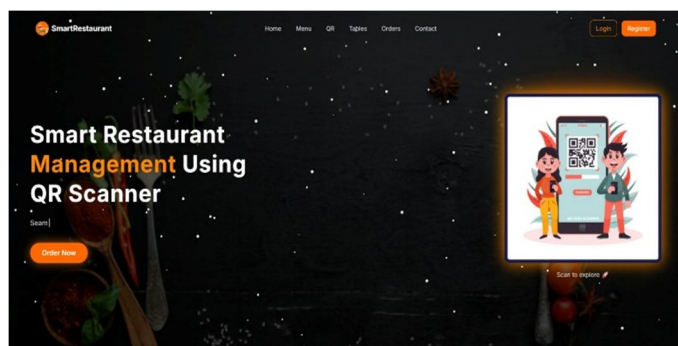 SmartRestaurant
Home Menu QR Tables Orders Contact
Login Register
Smart Restaurant
Management Using
QR Scanner
Seam|
Order Now
Scan to explore 🚀